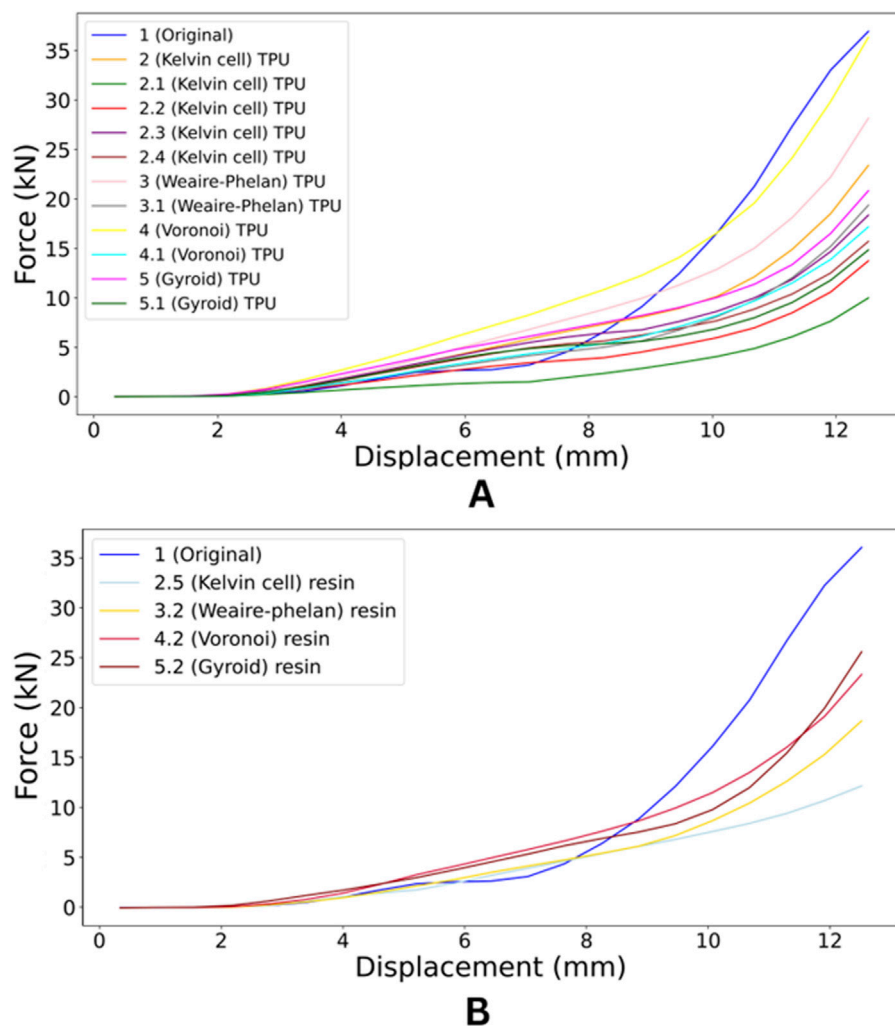 1 (Original)
2 (Kelvin cell) TPU
2.1 (Kelvin cell) TPU
2.2 (Kelvin cell) TPU
2.3 (Kelvin cell) TPU
2.4 (Kelvin cell) TPU
3 (Weaire-Phelan) TPU
3.1 (Weaire-Phelan) TPU
4 (Voronoi) TPU
4.1 (Voronoi) TPU
5 (Gyroid) TPU
5.1 (Gyroid) TPU
Force (kN)
35
30
25
20
15
10
5
0
0 2 4 6 8 10 12
Displacement (mm)
A
1 (Original)
2.5 (Kelvin cell) resin
3.2 (Weaire-phelan) resin
4.2 (Voronoi) resin
5.2 (Gyroid) resin
Force (kN)
35
30
25
20
15
10
5
0
0 2 4 6 8 10 12
Displacement (mm)
B